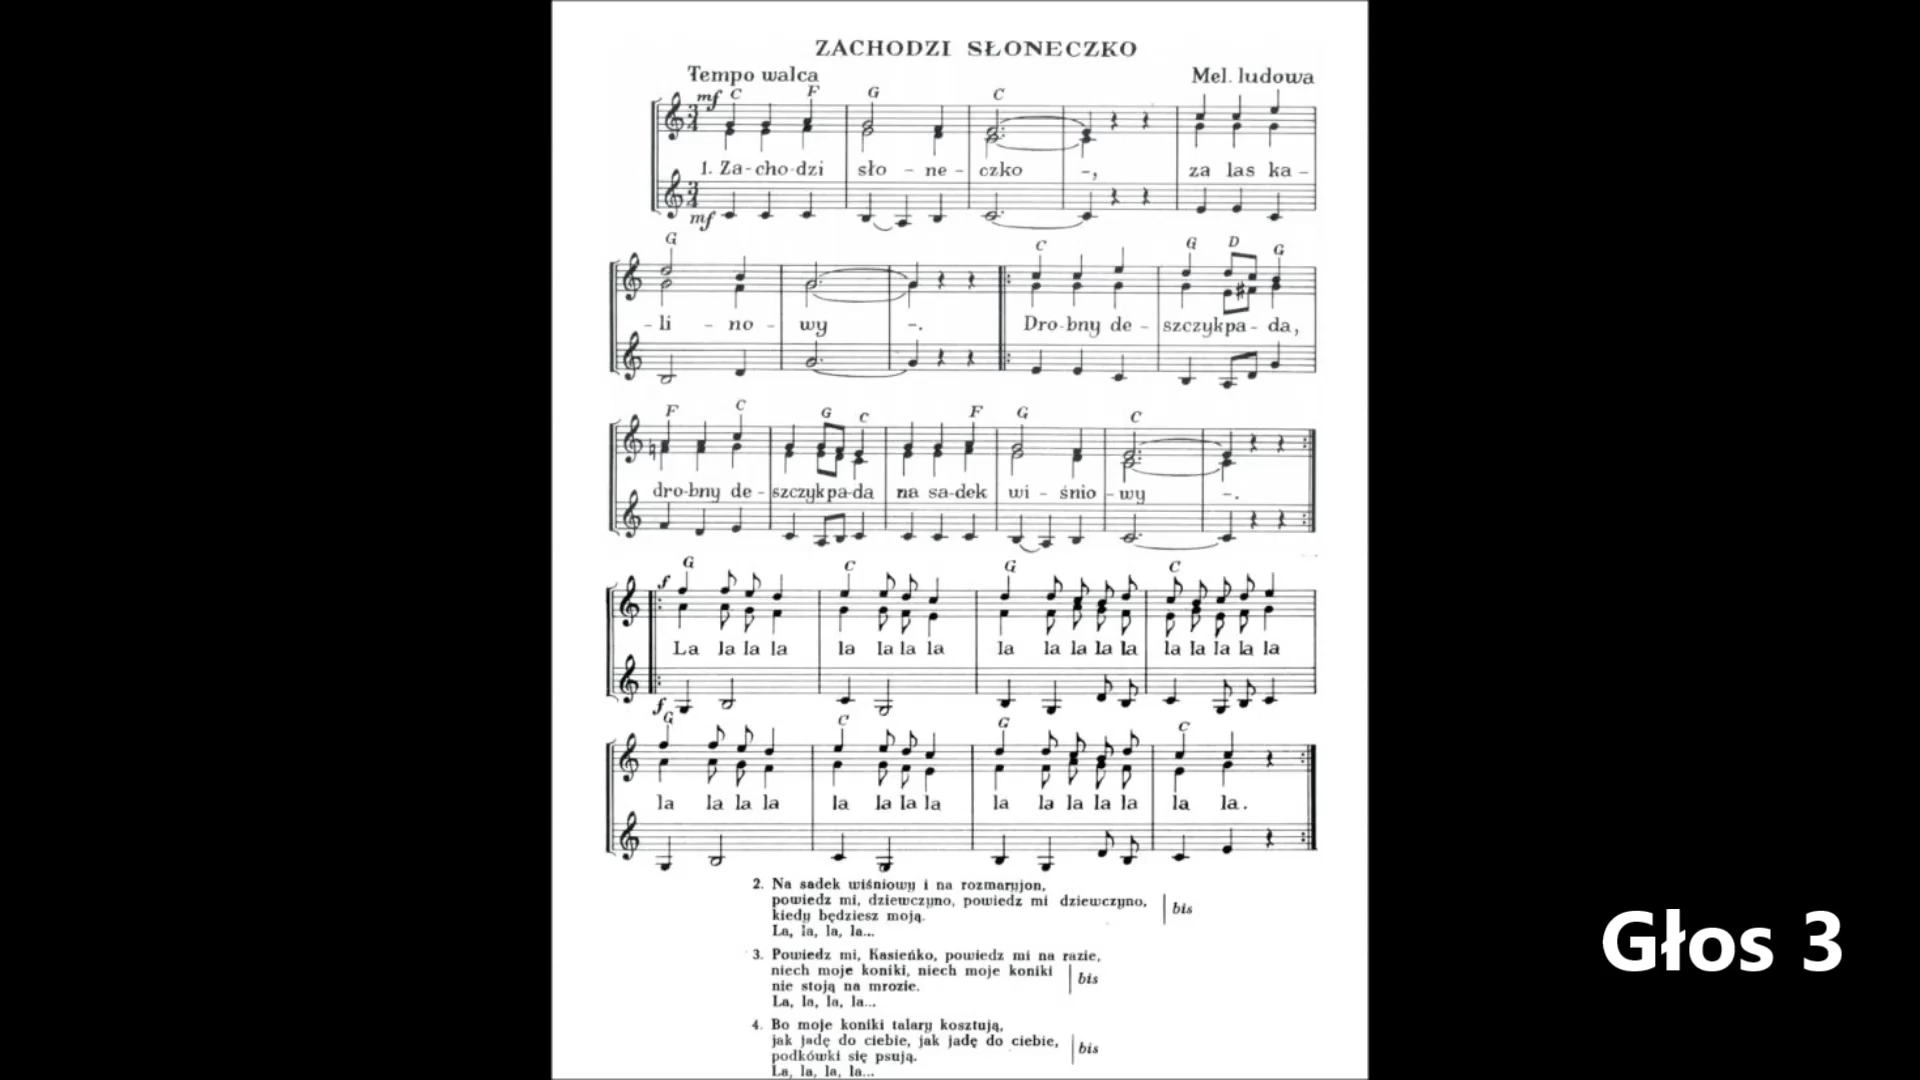 ZACHODZI SŁONECZKO
Tempo walca
Mel. ludowa
mf C F G C
1. Za-cho-dzi sło - ne - czko -, za las ka -
mf
G C G D G
- li - no - wy -. Dro-bny de - szczyk pa - da,
F C G C F G C
dro-bny de - szczyk pa-da na sa-dek wi - śnio - wy -.
f G C G C
La la la la la la la la la la la la la la la la la la
f
G C G C
la la la la la la la la la la la la la la la.
2. Na sadek wiśniowy i na rozmaryjon,
powiedz mi, dziewczyno, powiedz mi dziewczyno,
kiedy będziesz moją.
bis
La, la, la, la...
3. Powiedz mi, Kasieńko, powiedz mi na razie,
niech moje koniki, niech moje koniki
nie stoją na mrozie.
bis
La, la, la, la...
4. Bo moje koniki talary kosztują,
jak jadę do ciebie, jak jadę do ciebie,
podkówki się psują.
bis
La, la, la, la...
Głos 3